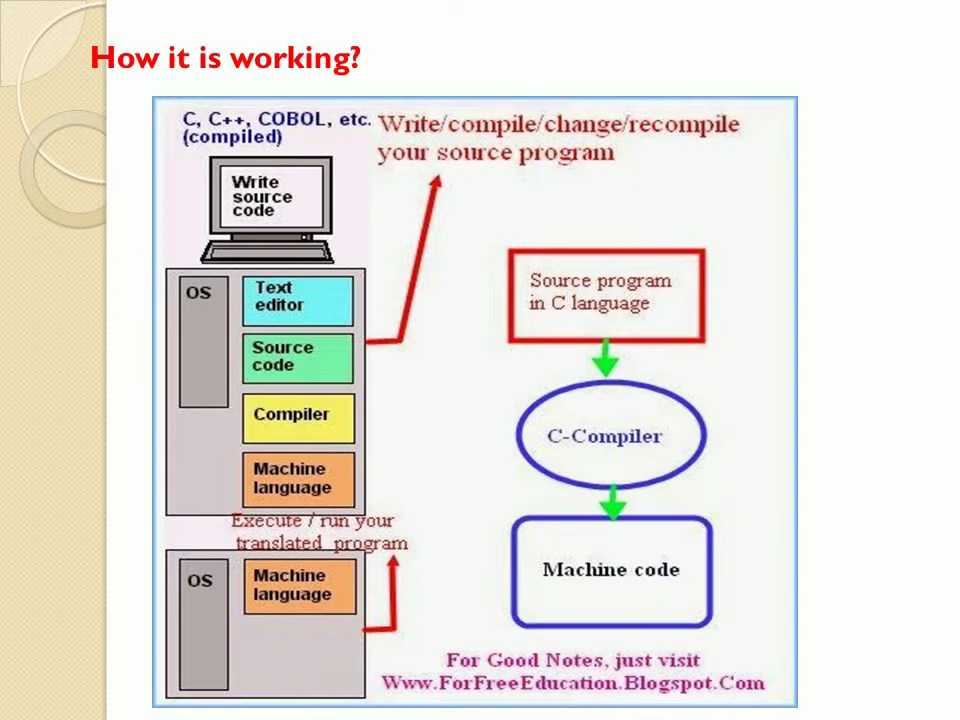 How it is working?
C, C++, COBOL, etc.
(compiled)
Write/compile/change/recompile
your source program
Write
source
code
OS
Text
editor
Source
code
Compiler
Machine
language
Execute / run your
translated program
OS
Machine
language
Source program
in C language
C-Compiler
Machine code
For Good Notes, just visit
Www.ForFreeEducation.Blogspot.Com